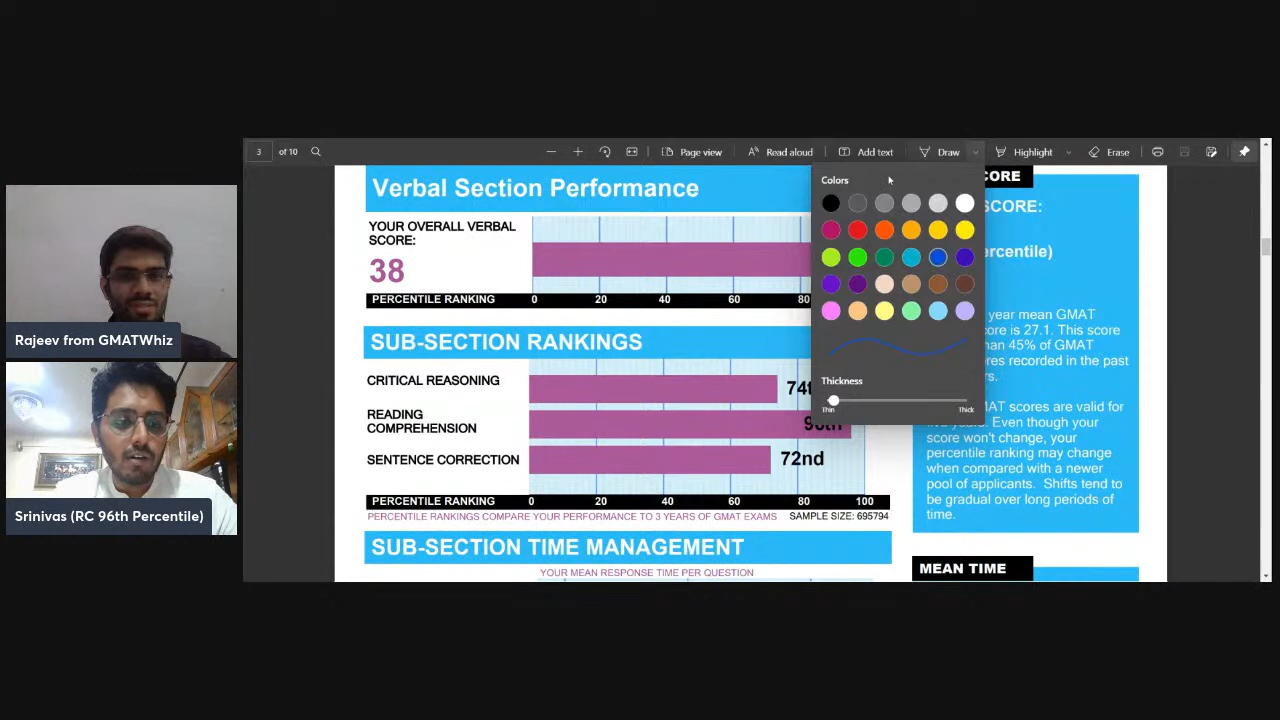 3 of 10 Page view Read aloud Add text Draw Highlight Erase
Verbal Section Performance
YOUR OVERALL VERBAL
SCORE:
38
PERCENTILE RANKING 0 20 40 60 80
SUB-SECTION RANKINGS
CRITICAL REASONING
READING
COMPREHENSION
SENTENCE CORRECTION 72nd
PERCENTILE RANKING 0 20 40 60 80 100
PERCENTILE RANKINGS COMPARE YOUR PERFORMANCE TO 3 YEARS OF GMAT EXAMS SAMPLE SIZE: 695794
SUB-SECTION TIME MANAGEMENT
YOUR MEAN RESPONSE TIME PER QUESTION
Colors
Thickness
Thin Thick
CORE
SCORE:
ercentile)
year mean GMAT
ore is 27.1. This score
han 45% of GMAT
res recorded in the past
rs.
MAT scores are valid for
Even though your
score won't change, your
percentile ranking may change
when compared with a newer
pool of applicants. Shifts tend to
be gradual over long periods of
time.
MEAN TIME
Rajeev from GMATWhiz
Srinivas (RC 96th Percentile)